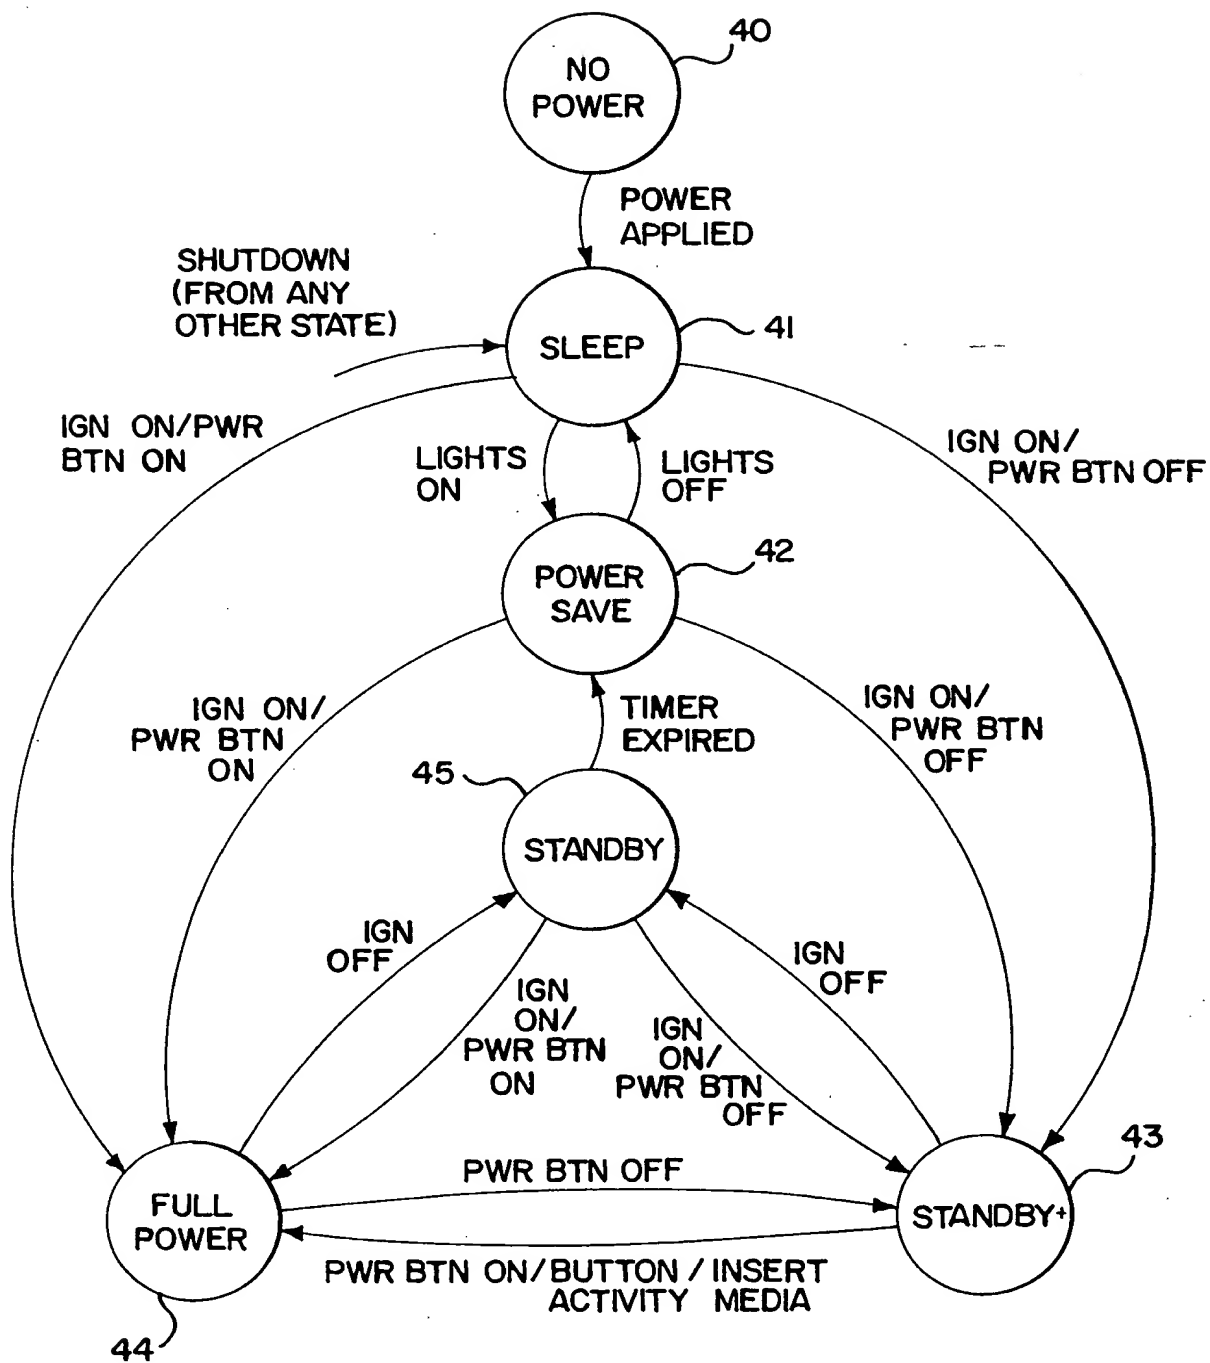 40
NO
POWER
POWER
APPLIED
SHUTDOWN
(FROM ANY
OTHER STATE)
SLEEP
41
IGN ON/PWR
BTN ON
LIGHTS
ON
LIGHTS
OFF
IGN ON/
PWR BTN OFF
42
POWER
SAVE
IGN ON/
PWR BTN
ON
TIMER
EXPIRED
IGN ON/
PWR BTN
OFF
45
STANDBY
IGN
OFF
IGN
ON/
PWR BTN
ON
IGN
ON/
PWR BTN
OFF
IGN
OFF
43
PWR BTN OFF
FULL
POWER
STANDBY+
PWR BTN ON/BUTTON/INSERT
ACTIVITY MEDIA
44